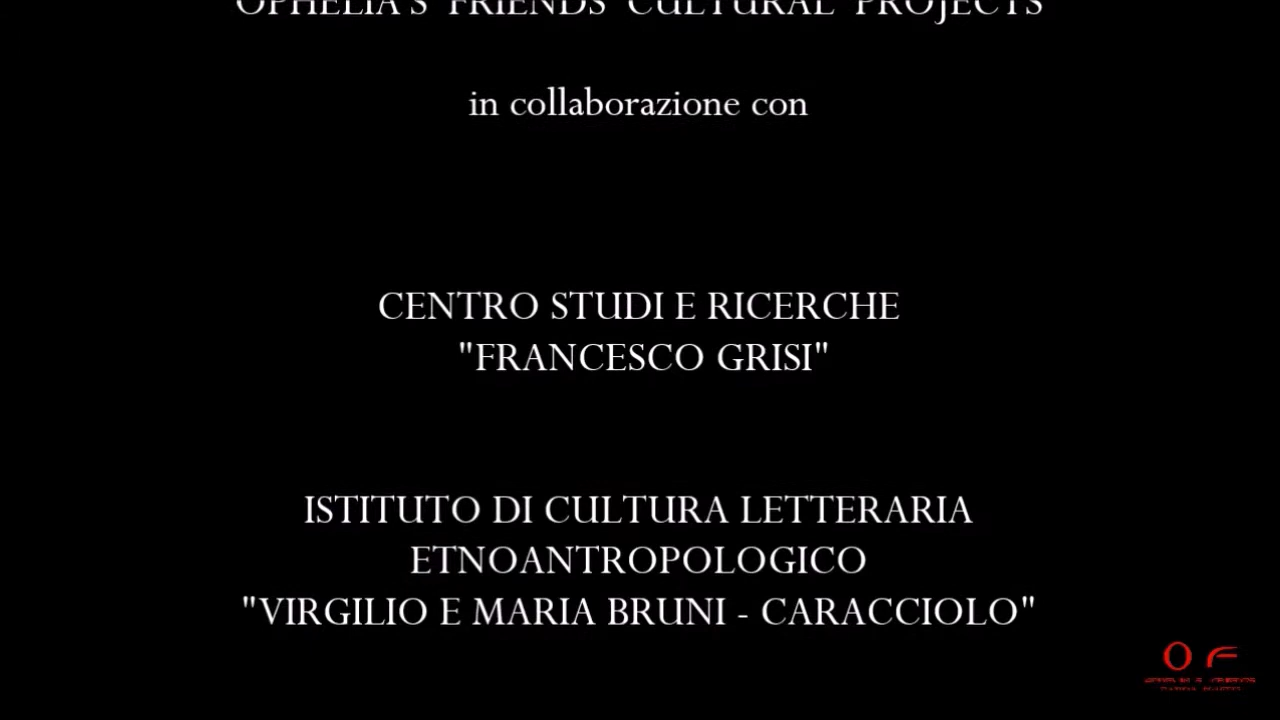 OPHELIA'S FRIENDS CULTURAL PROJECTS
in collaborazione con
CENTRO STUDI E RICERCHE
"FRANCESCO GRISI"
ISTITUTO DI CULTURA LETTERARIA
ETNOANTROPOLOGICO
"VIRGILIO E MARIA BRUNI - CARACCIOLO"
O F